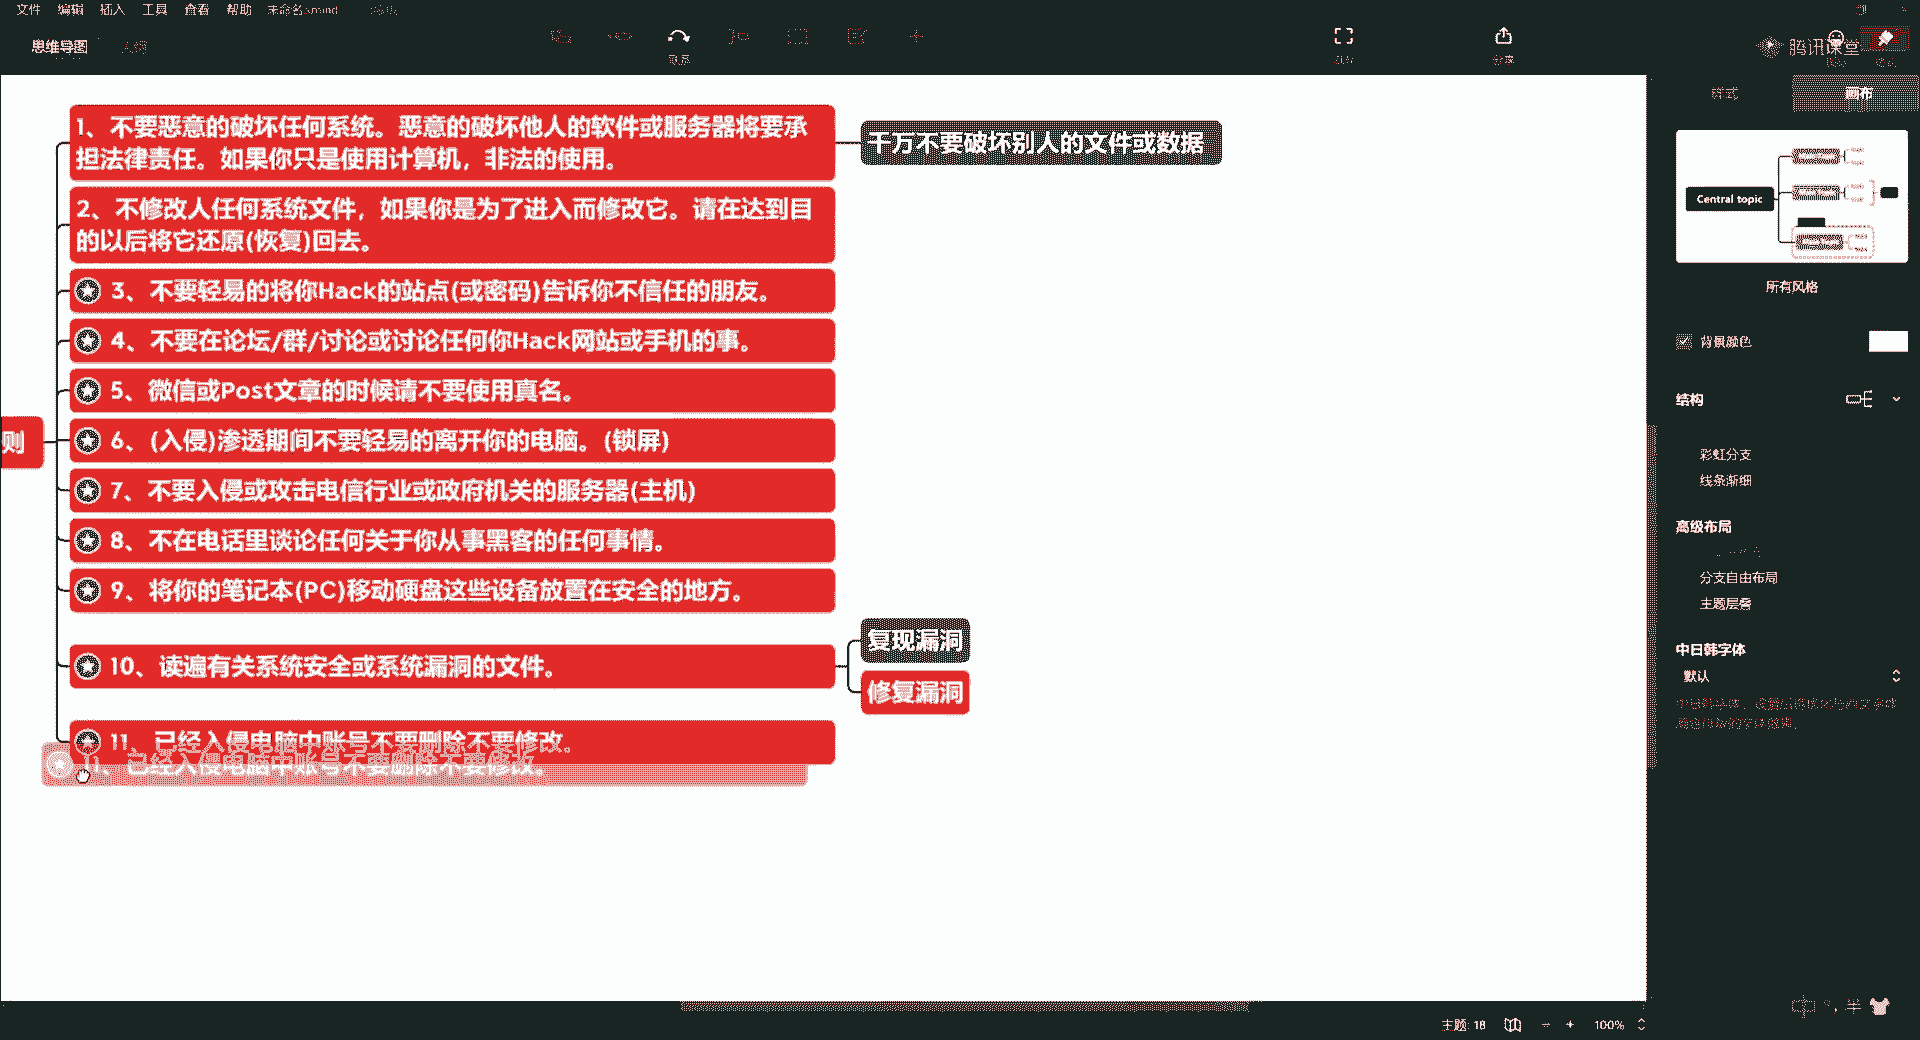 文件 编辑 插入 工具 查看 帮助 未命名.xmind
思维导图
腾讯课堂
样式 画布
1、不要恶意的破坏任何系统。恶意的破坏他人的软件或服务器将要承
担法律责任。如果你只是使用计算机，非法的使用。
千万不要破坏别人的文件或数据
2、不修改人任何系统文件，如果你是为了进入而修改它。请在达到目
的以后将它还原(恢复)回去。
3、不要轻易的将你Hack的站点(或密码)告诉你不信任的朋友。
4、不要在论坛/群/讨论或讨论任何你Hack网站或手机的事。
5、微信或Post文章的时候请不要使用真名。
则
6、(入侵)渗透期间不要轻易的离开你的电脑。(锁屏)
7、不要入侵或攻击电信行业或政府机关的服务器(主机)
8、不在电话里谈论任何关于你从事黑客的任何事情。
9、将你的笔记本(PC)移动硬盘这些设备放置在安全的地方。
10、读遍有关系统安全或系统漏洞的文件。
复现漏洞
修复漏洞
11、已经入侵电脑中账号不要删除不要修改。
11、已经入侵电脑中账号不要删除不要修改。
Central topic
所有风格
背景颜色
结构
彩虹分支
线条渐细
高级布局
分支自由布局
主题层叠
中日韩字体
默认
主题: 18
100%
半